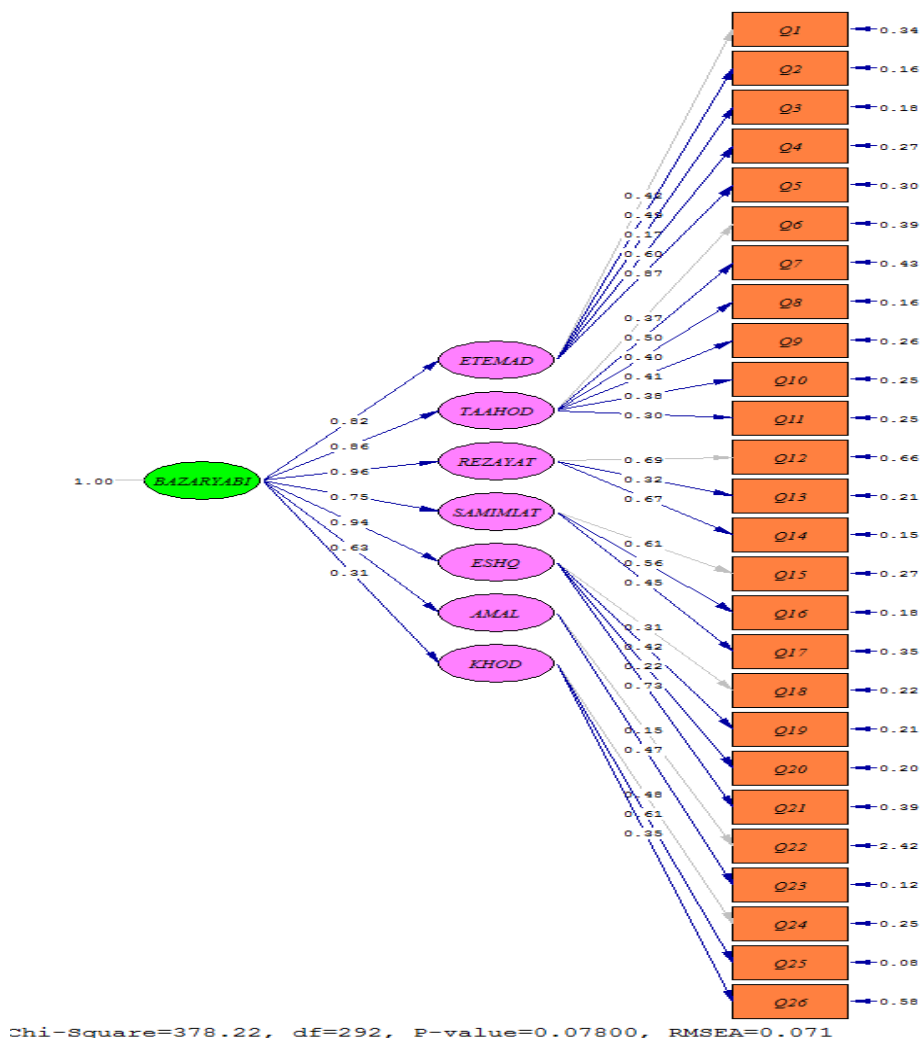 Q1 0.34
Q2 0.16
Q3 0.18
Q4 0.27
Q5 0.30
Q6 0.39
Q7 0.43
Q8 0.16
Q9 0.26
Q10 0.25
Q11 0.25
Q12 0.66
Q13 0.21
Q14 0.15
Q15 0.27
Q16 0.18
Q17 0.35
Q18 0.22
Q19 0.21
Q20 0.20
Q21 0.39
Q22 2.42
Q23 0.12
Q24 0.25
Q25 0.08
Q26 0.58
0.42
0.49
0.17
0.60
0.87
0.37
0.50
0.40
0.41
0.38
0.30
0.69
0.32
0.67
0.61
0.56
0.45
0.31
0.42
0.22
0.73
0.15
0.47
0.48
0.61
0.35
ETEMAD
TAAHOD
REZAYAT
SAMIMIAT
ESHQ
AMAL
KHOD
0.82
0.86
0.96
0.75
0.94
0.63
0.31
1.00 BAZARYABI
Chi-Square=378.22, df=292, P-value=0.07800, RMSEA=0.071